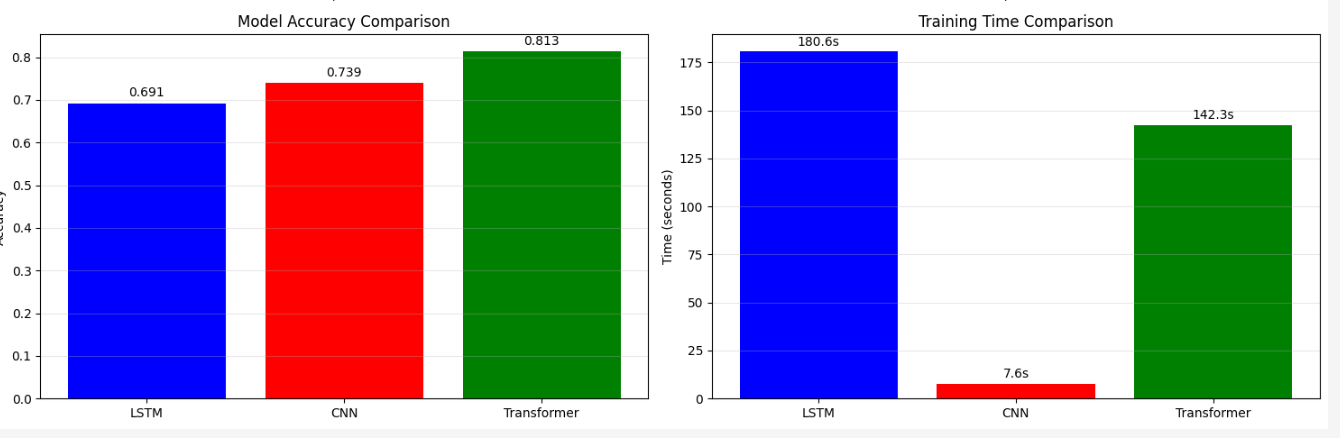 Model Accuracy Comparison
0.8
0.7
0.6
0.5
0.4
0.3
0.2
0.1
0.0
0.691
0.739
0.813
LSTM
CNN
Transformer
Training Time Comparison
Time (seconds)
175
150
125
100
75
50
25
0
180.6s
7.6s
142.3s
LSTM
CNN
Transformer